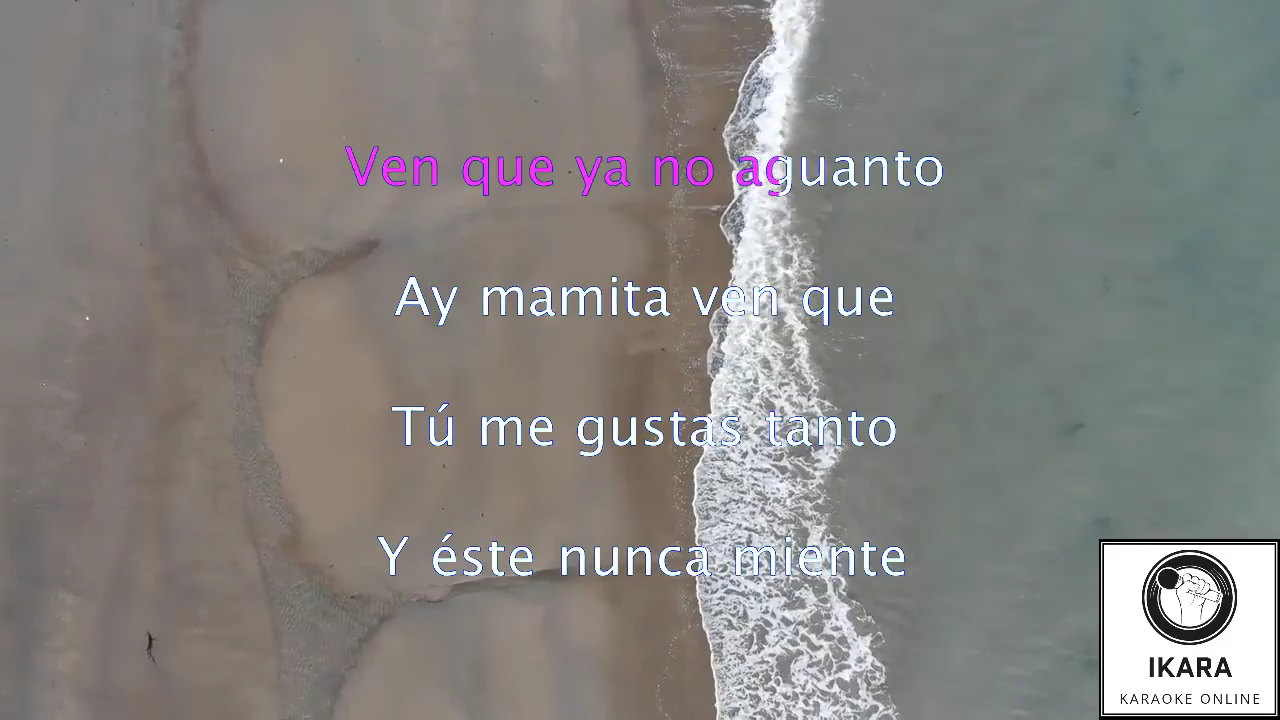 Ven que ya no aguanto
Ay mamita ven que
Tú me gustas tanto
Y éste nunca miente
IKARA
KARAOKE ONLINE